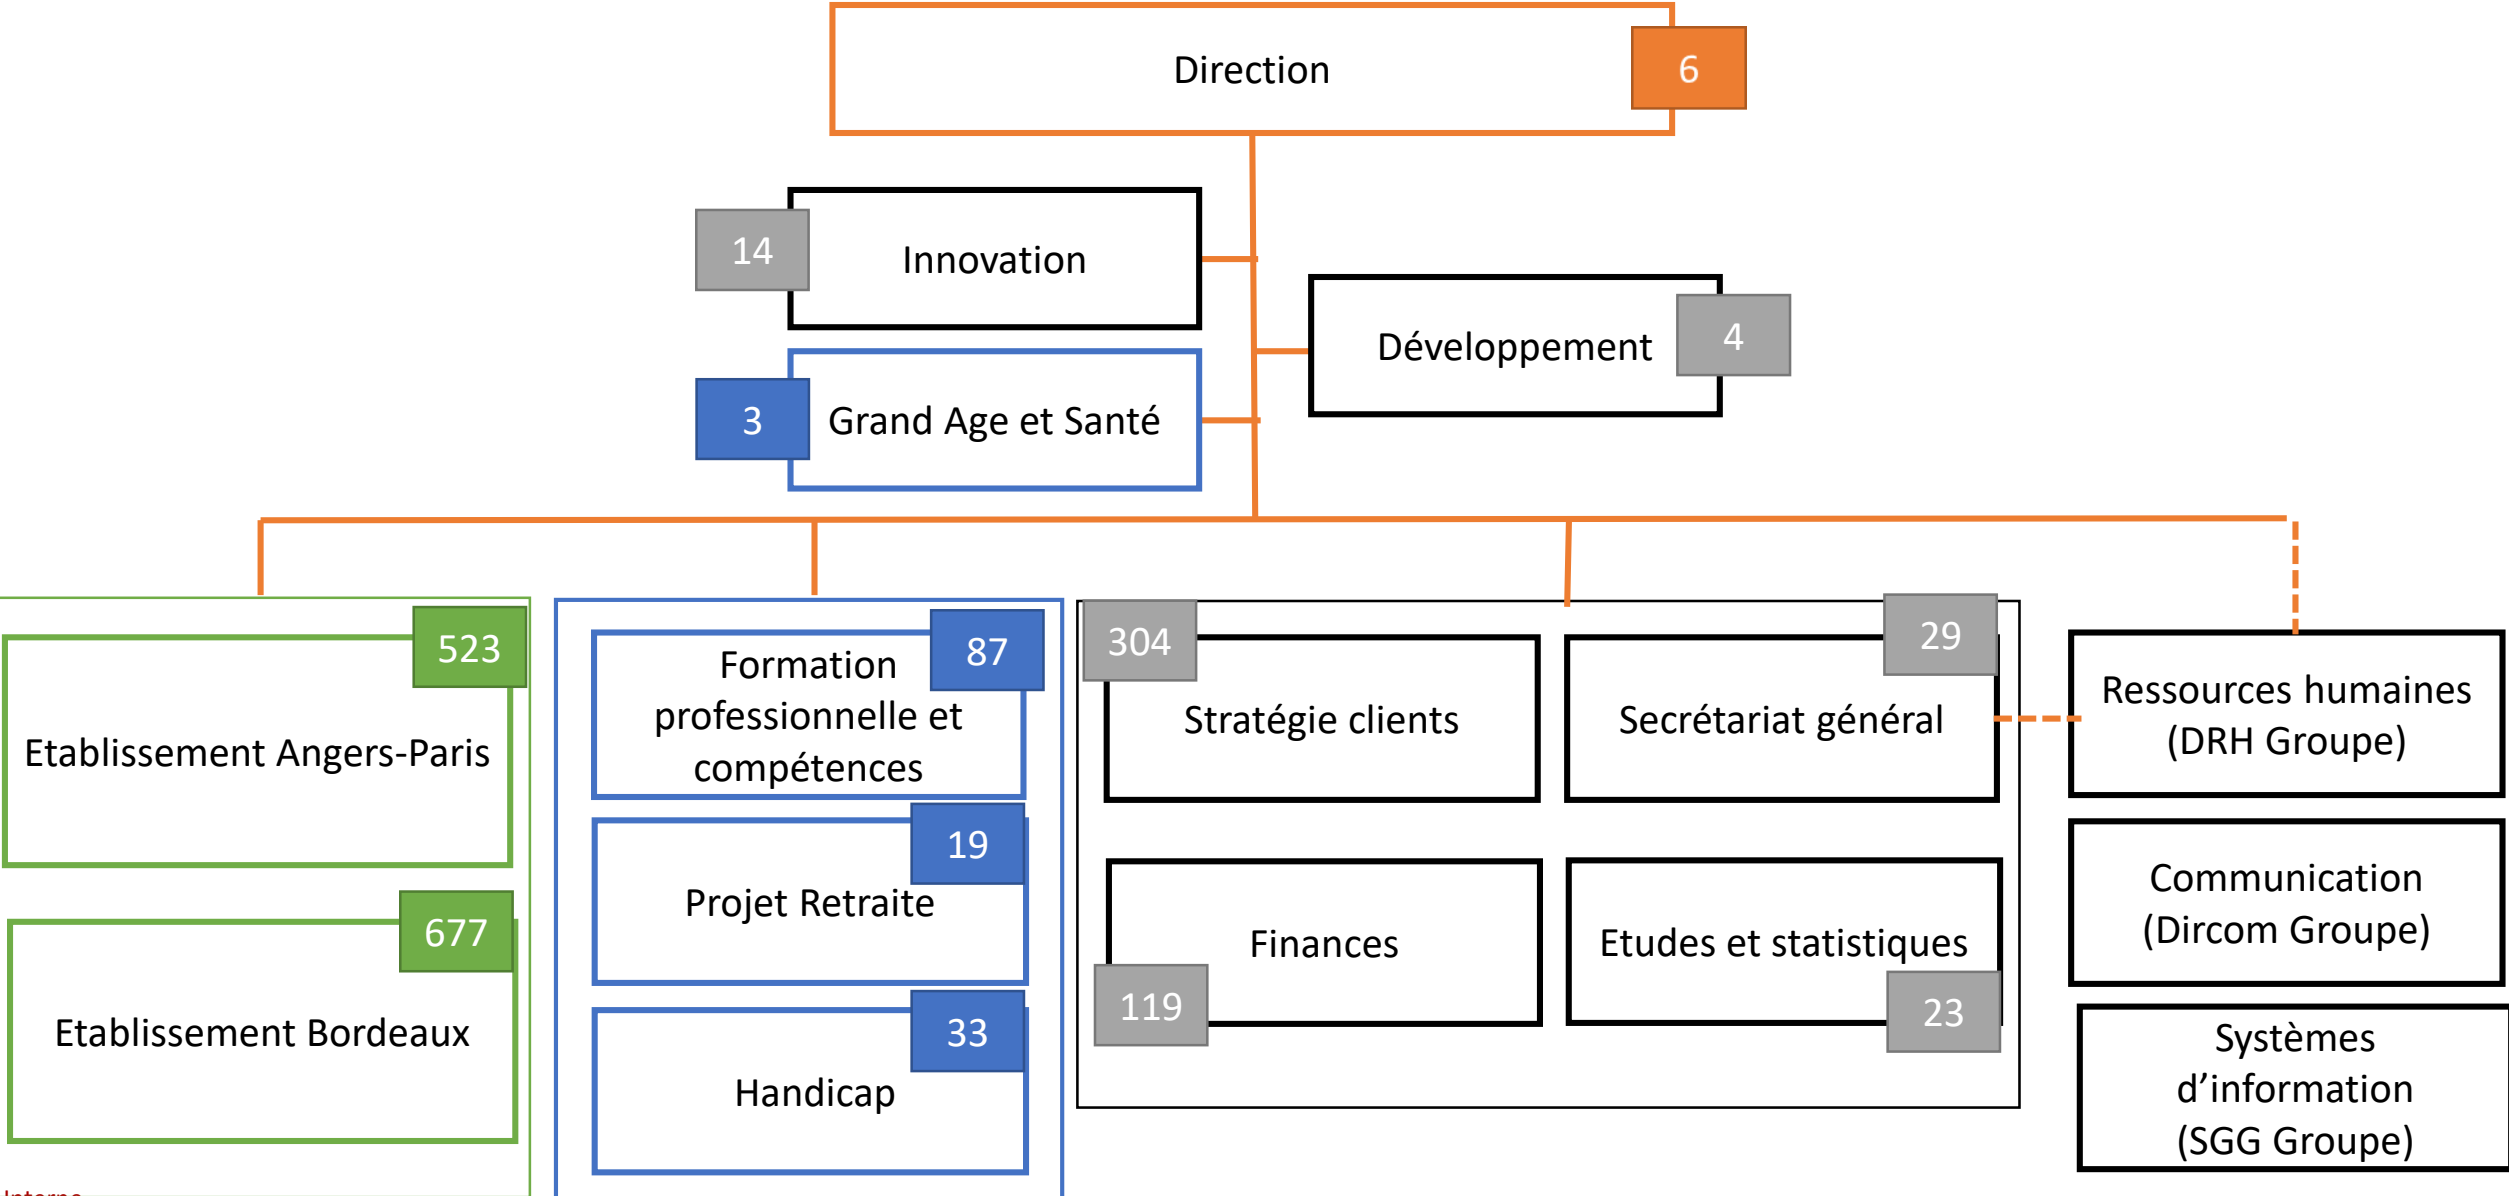 Direction
6
14
Innovation
Développement
4
3
Grand Age et Santé
523
Etablissement Angers-Paris
677
Etablissement Bordeaux
87
Formation
professionnelle et
compétences
19
Projet Retraite
33
Handicap
304
Stratégie clients
29
Secrétariat général
Finances
119
Etudes et statistiques
23
Ressources humaines
(DRH Groupe)
Communication
(Dircom Groupe)
Systèmes
d’information
(SGG Groupe)
Interne